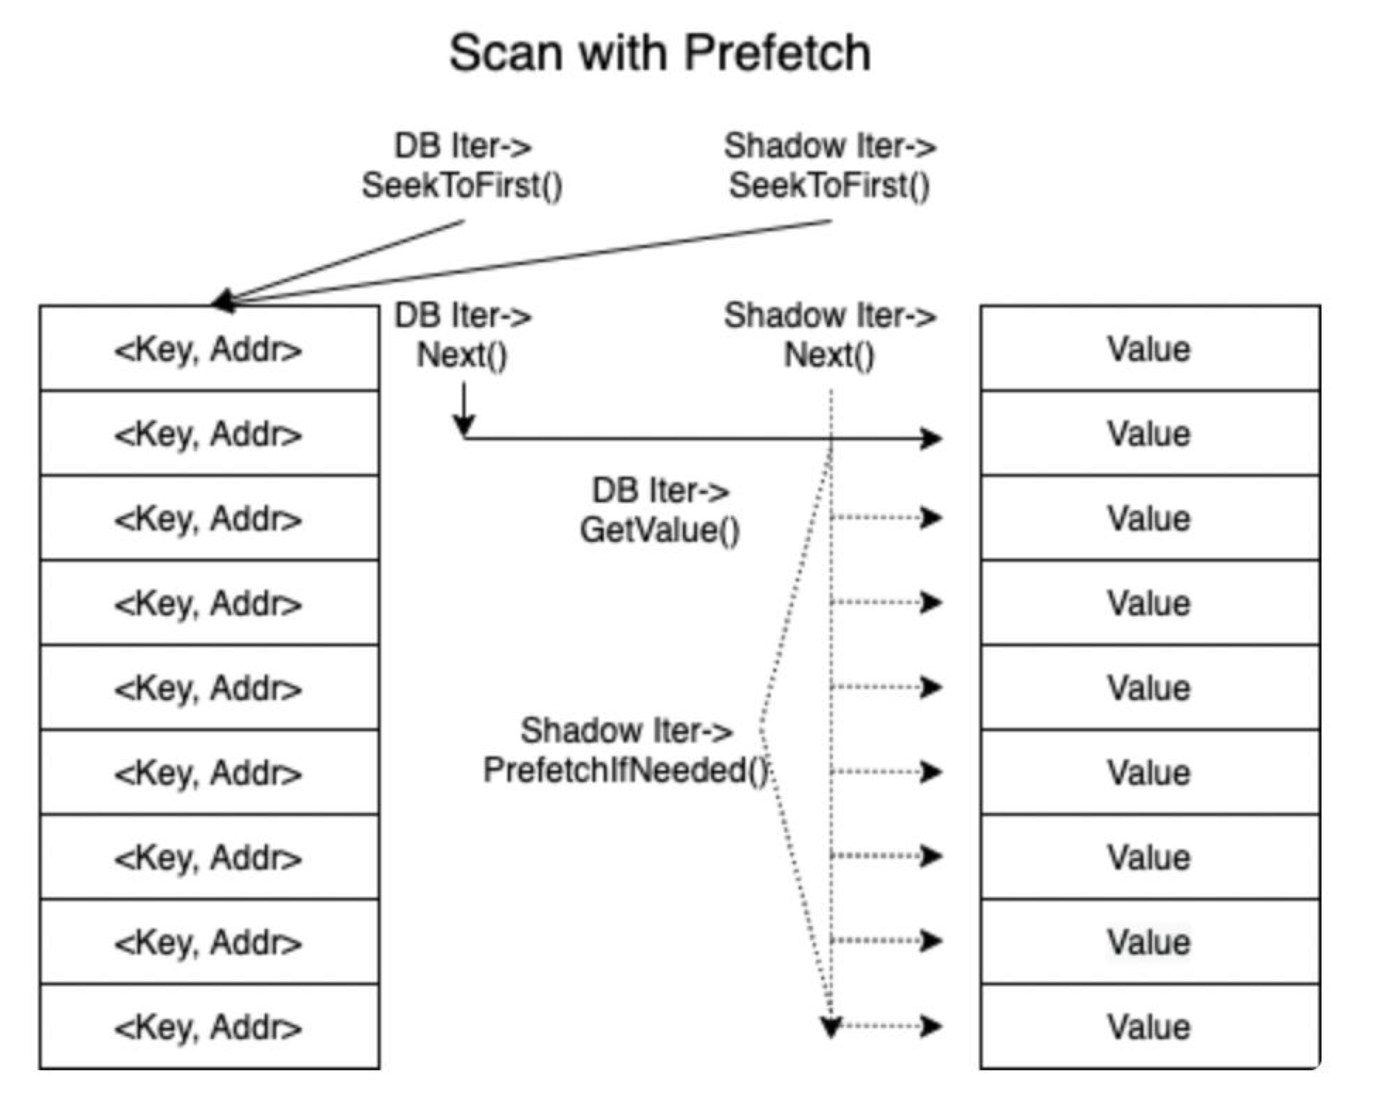 Scan with Prefetch
DB Iter->
SeekToFirst()
Shadow Iter->
SeekToFirst()
DB Iter->
Next()
Shadow Iter->
Next()
<Key, Addr>
Value
<Key, Addr>
Value
DB Iter->
GetValue()
<Key, Addr>
Value
<Key, Addr>
Value
<Key, Addr>
Value
Shadow Iter->
PrefetchIfNeeded()
<Key, Addr>
Value
<Key, Addr>
Value
<Key, Addr>
Value
<Key, Addr>
Value